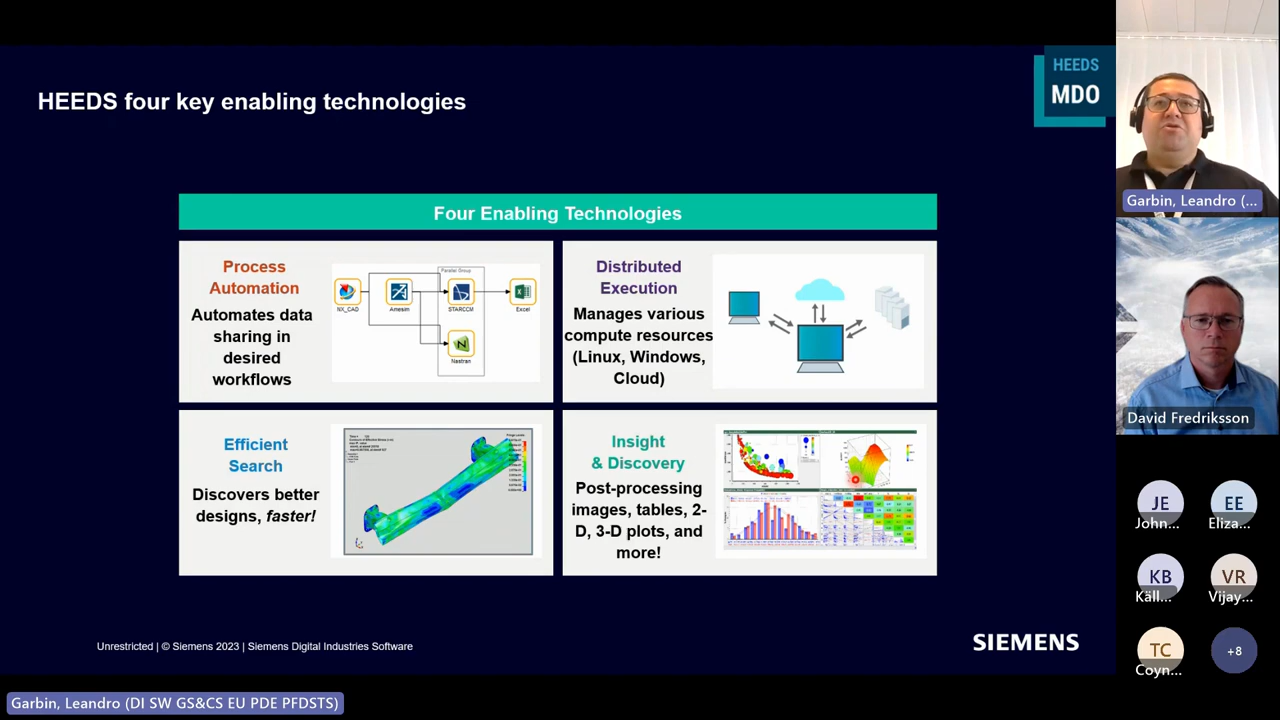 HEEDS four key enabling technologies
HEEDS
MDO
Four Enabling Technologies
Process
Automation
Automates data
sharing in
desired
workflows
Parallel Group
NX_CAD
Amesim
STARCCM
Excel
Nastran
Distributed
Execution
Manages various
compute resources
(Linux, Windows,
Cloud)
Efficient
Search
Discovers better
designs, faster!
Insight
& Discovery
Post-processing
images, tables, 2-
D, 3-D plots, and
more!
Unrestricted | © Siemens 2023 | Siemens Digital Industries Software
SIEMENS
Garbin, Leandro (DI SW GS&CS EU PDE PFDSTS)
Garbin, Leandro (...
David Fredriksson
JE
John...
EE
Eliza...
KB
Käll...
VR
Vijay...
TC
Coyn...
+8